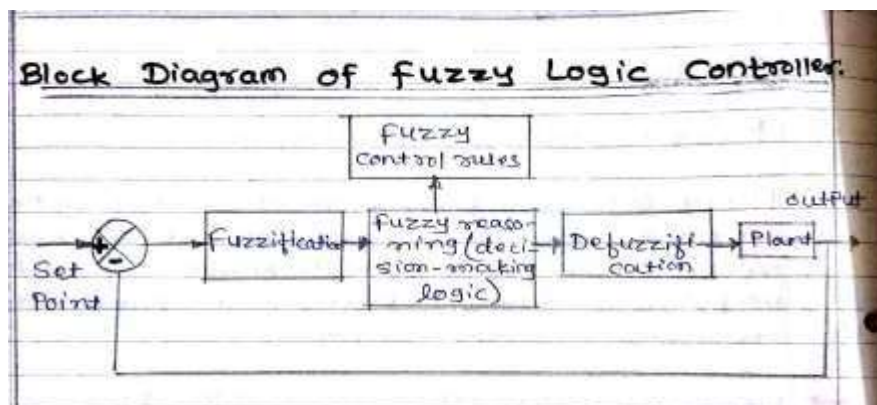 Block Diagram of Fuzzy Logic Controller.
Fuzzy
control rules
output
+
Fuzzificatio
Fuzzy reaso-
ning (deci-
sion-making
logic)
Defuzzifi-
cation
Plant
-
Set
Point